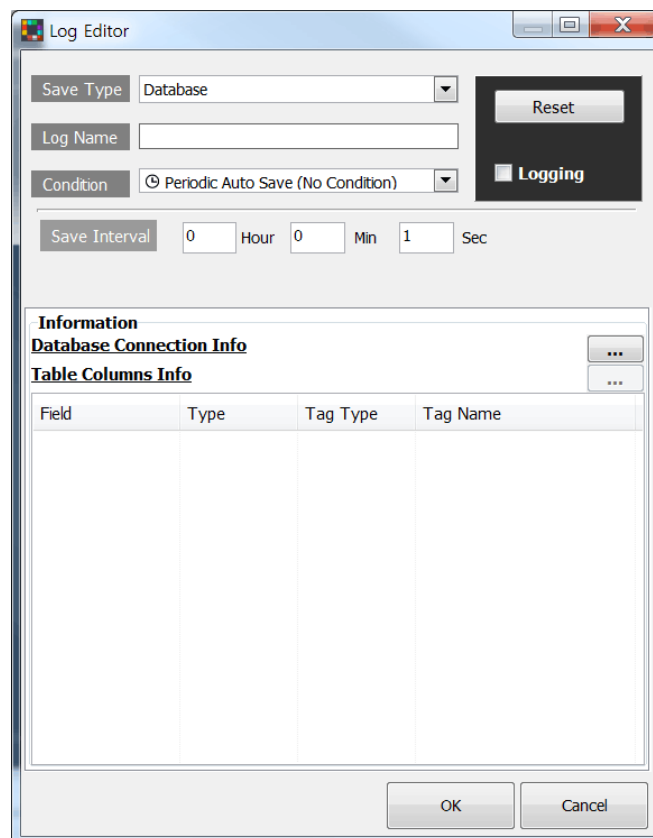 Log Editor
Save Type Database
Reset
Log Name
Logging
Condition Periodic Auto Save (No Condition)
Save Interval 0 Hour 0 Min 1 Sec
Information
Database Connection Info ...
Table Columns Info ...
Field Type Tag Type Tag Name
OK Cancel